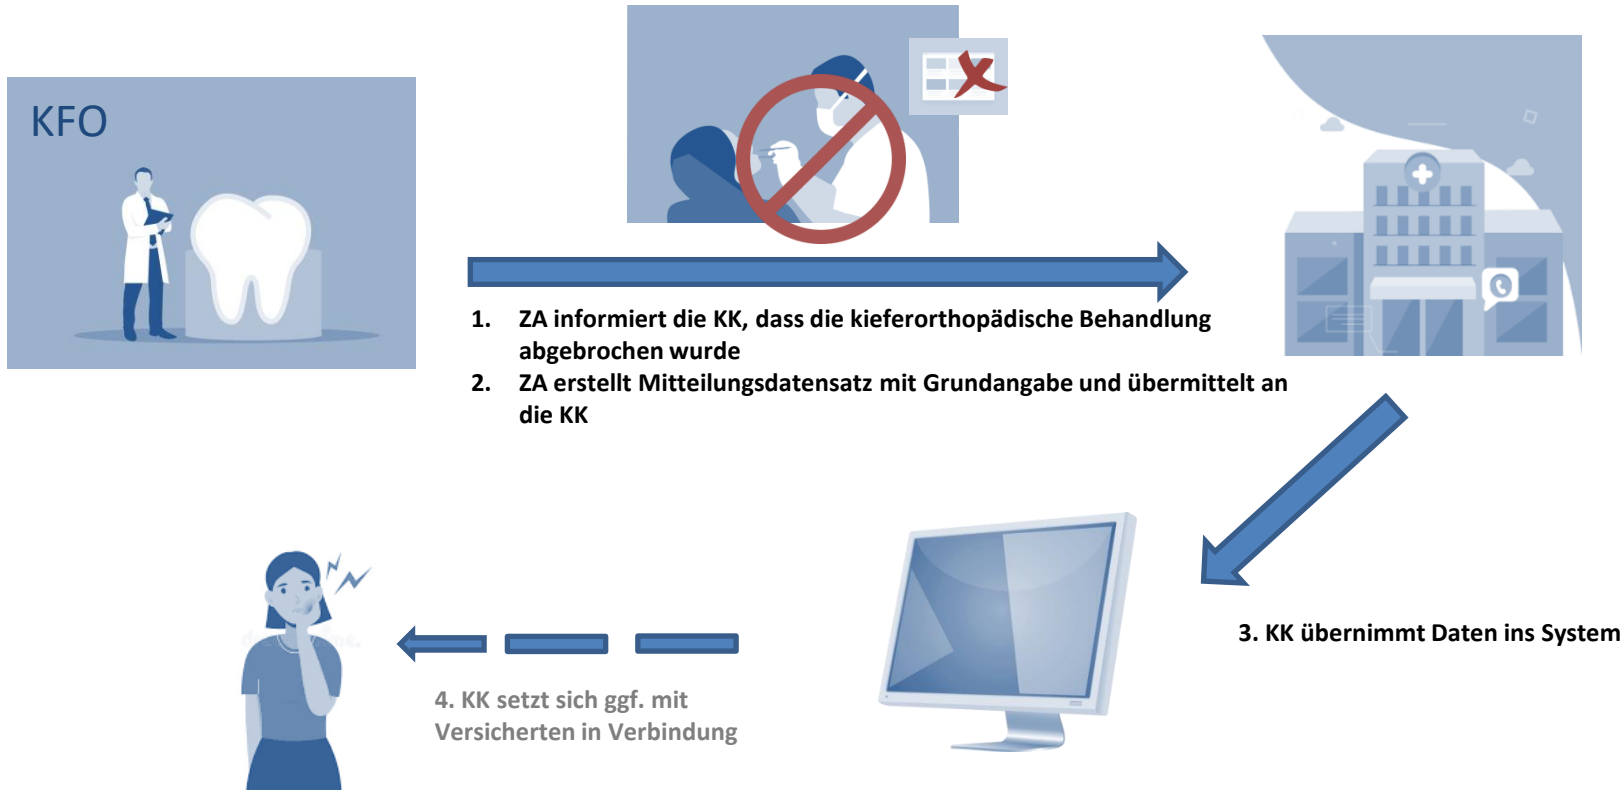 KFO
1. ZA informiert die KK, dass die kieferorthopädische Behandlung
abgebrochen wurde
2. ZA erstellt Mitteilungsdatensatz mit Grundangabe und übermittelt an
die KK
3. KK übernimmt Daten ins System
4. KK setzt sich ggf. mit
Versicherten in Verbindung